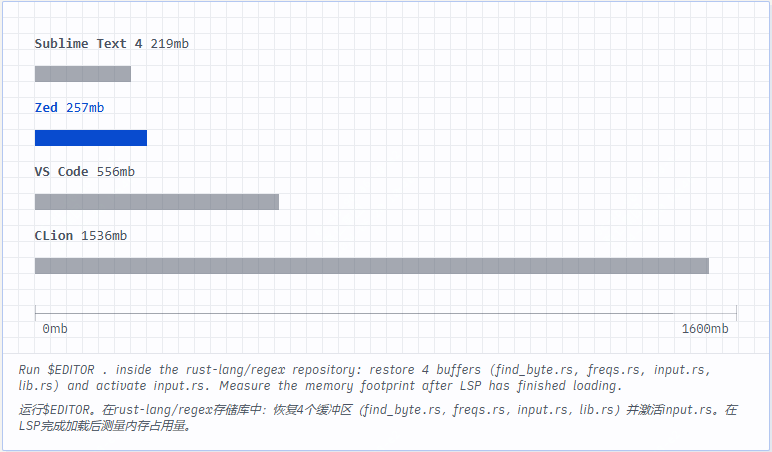 Sublime Text 4 219mb
Zed 257mb
VS Code 556mb
CLion 1536mb
0mb 1600mb
Run $EDITOR . inside the rust-lang/regex repository: restore 4 buffers (find_byte.rs, freqs.rs, input.rs,
lib.rs) and activate input.rs. Measure the memory footprint after LSP has finished loading.
运行$EDITOR。在rust-lang/regex存储库中：恢复4个缓冲区（find_byte.rs，freqs.rs，input.rs，lib.rs）并激活input.rs。在
LSP完成加载后测量内存占用量。